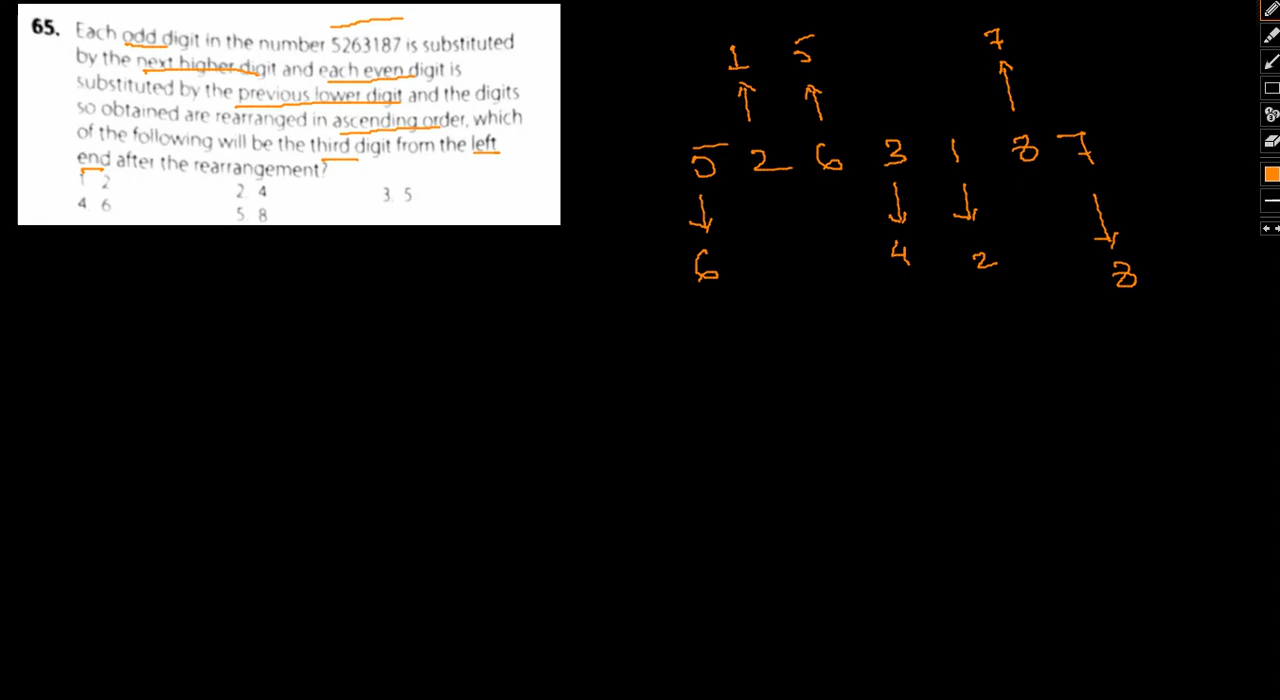 65. Each odd digit in the number 5263187 is substituted
by the next higher digit and each even digit is
substituted by the previous lower digit and the digits
so obtained are rearranged in ascending order, which
of the following will be the third digit from the left
end after the rearrangement?
1 2 2. 4 3. 5
4. 6 5. 8
1 5 7
5 2 6 3 1 8 7
6 4 2 8